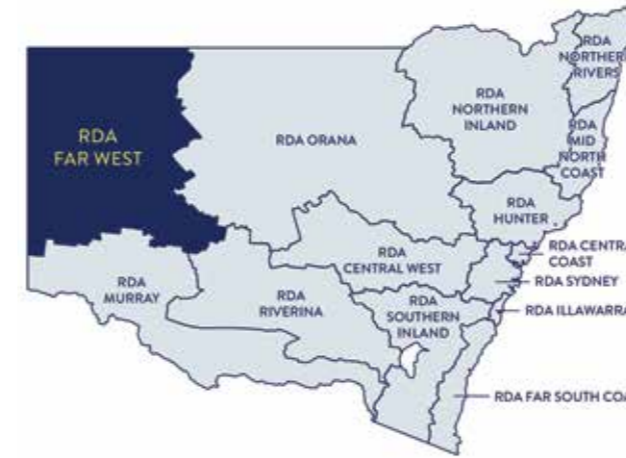 RDA
NORTHERN
RIVERS
RDA
NORTHERN
INLAND
RDA
MID
NORTH
COAST
RDA
FAR WEST
RDA ORANA
RDA
HUNTER
RDA CENTRA
COAST
RDA
CENTRAL WEST
RDA SYDNEY
RDA
MURRAY
RDA
RIVERINA
RDA
SOUTHERN
INLAND
RDA ILLAWARRA
RDA FAR SOUTH COA